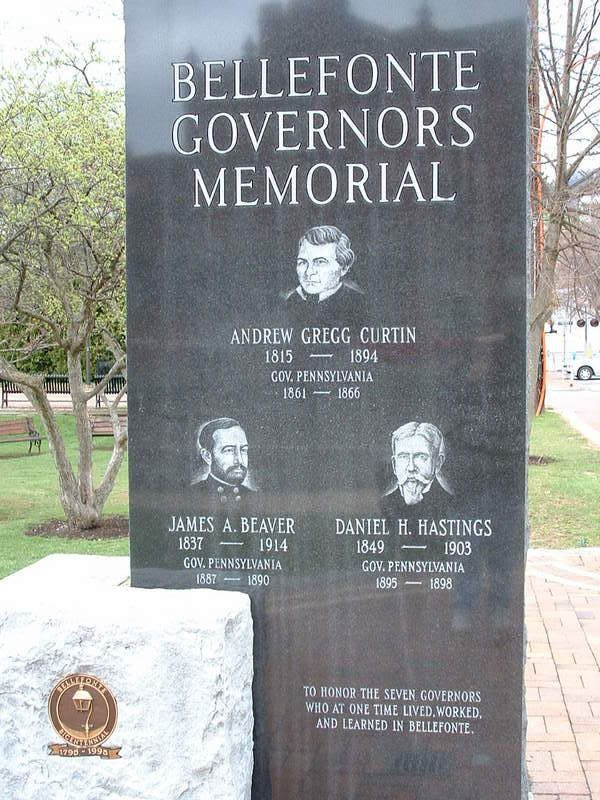 BELLEFONTE
GOVERNORS
MEMORIAL
ANDREW GREGG CURTIN
1815 — 1894
GOV. PENNSYLVANIA
1861 — 1866
JAMES A. BEAVER
1837 — 1914
GOV. PENNSYLVANIA
1887 — 1890
DANIEL H. HASTINGS
1849 — 1903
GOV. PENNSYLVANIA
1895 — 1898
TO HONOR THE SEVEN GOVERNORS
WHO AT ONE TIME LIVED, WORKED,
AND LEARNED IN BELLEFONTE.
BELLEFONTE
BICENTENNIAL
1795 - 1995